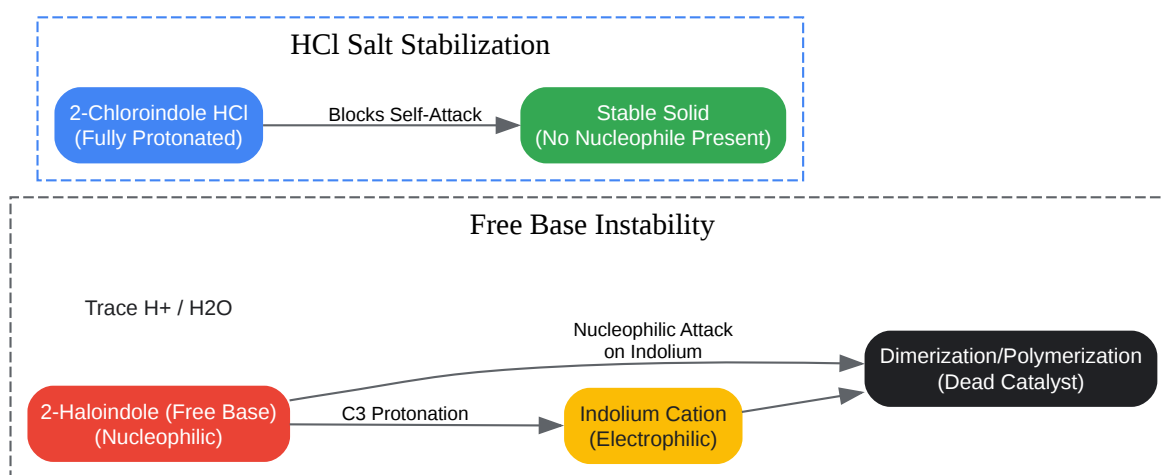 HCl Salt Stabilization
2-Chloroindole HCl
(Fully Protonated)
Blocks Self-Attack
Stable Solid
(No Nucleophile Present)
Free Base Instability
Trace H+ / H2O
Nucleophilic Attack
on Indolium
Dimerization/Polymerization
(Dead Catalyst)
2-Haloindole (Free Base)
(Nucleophilic)
C3 Protonation
Indolium Cation
(Electrophilic)